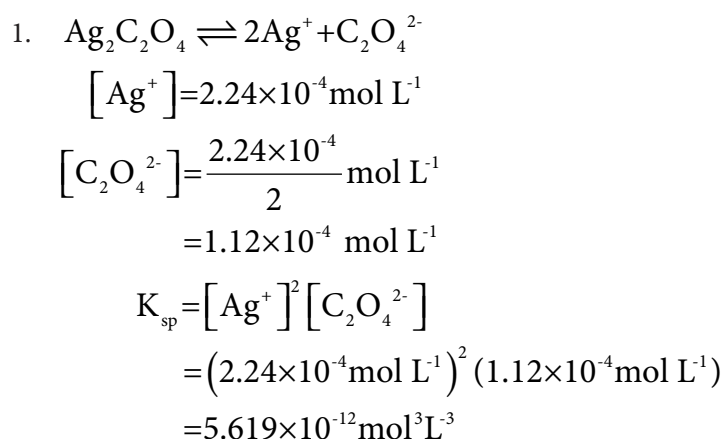 1. Ag₂C₂O₄ ⇌ 2Ag⁺+C₂O₄²⁻
[Ag⁺]=2.24×10⁻⁴mol L⁻¹
[C₂O₄²⁻]=2.24×10⁻⁴/2 mol L⁻¹
=1.12×10⁻⁴ mol L⁻¹
Kₛₚ=[Ag⁺]²[C₂O₄²⁻]
=(2.24×10⁻⁴mol L⁻¹)²(1.12×10⁻⁴mol L⁻¹)
=5.619×10⁻¹²mol³L⁻³